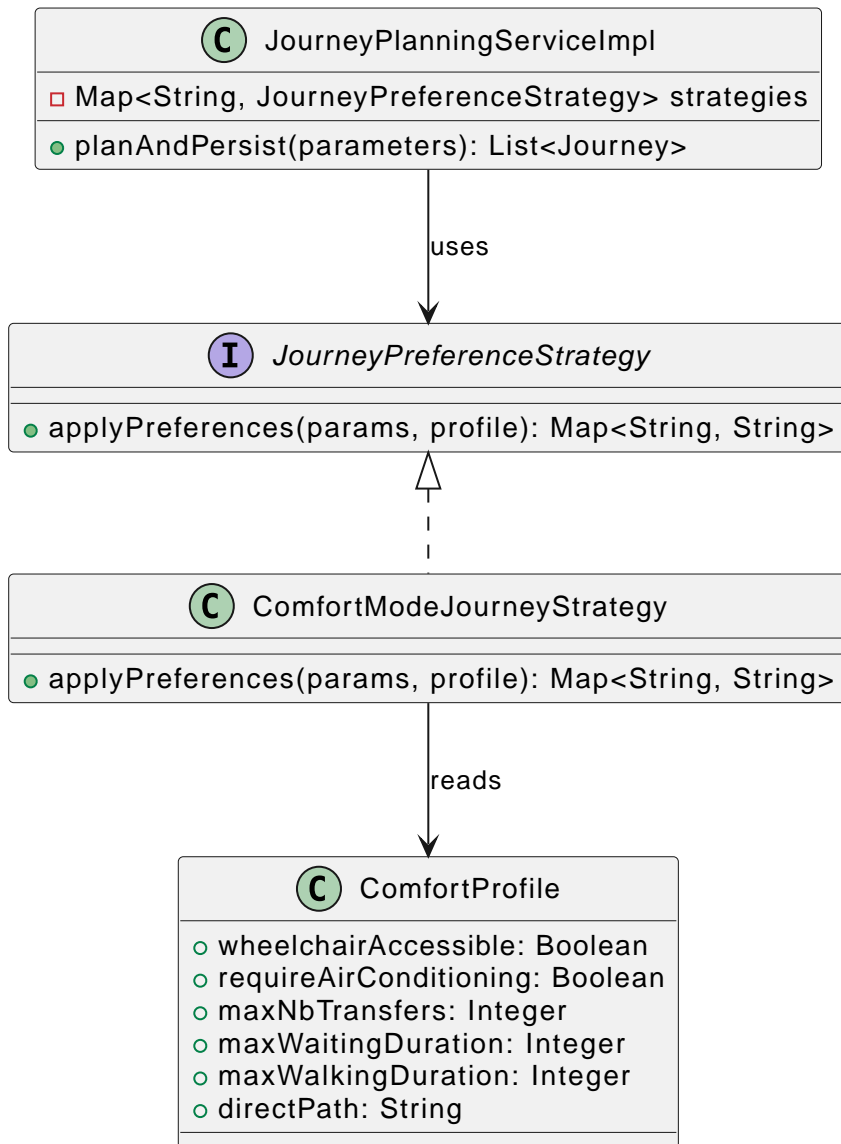 C JourneyPlanningServiceImpl
Map<String, JourneyPreferenceStrategy> strategies
planAndPersist(parameters): List<Journey>
uses
I JourneyPreferenceStrategy
applyPreferences(params, profile): Map<String, String>
C ComfortModeJourneyStrategy
applyPreferences(params, profile): Map<String, String>
reads
C ComfortProfile
wheelchairAccessible: Boolean
requireAirConditioning: Boolean
maxNbTransfers: Integer
maxWaitingDuration: Integer
maxWalkingDuration: Integer
directPath: String